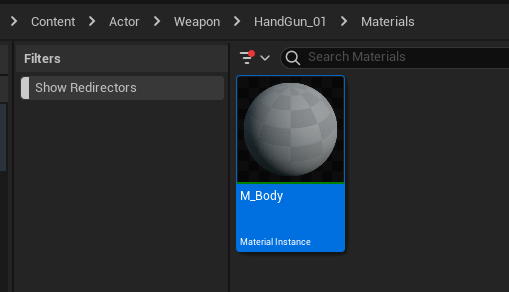 Content > Actor > Weapon > HandGun_01 > Materials
Filters
Search Materials
Show Redirectors
M_Body
Material Instance